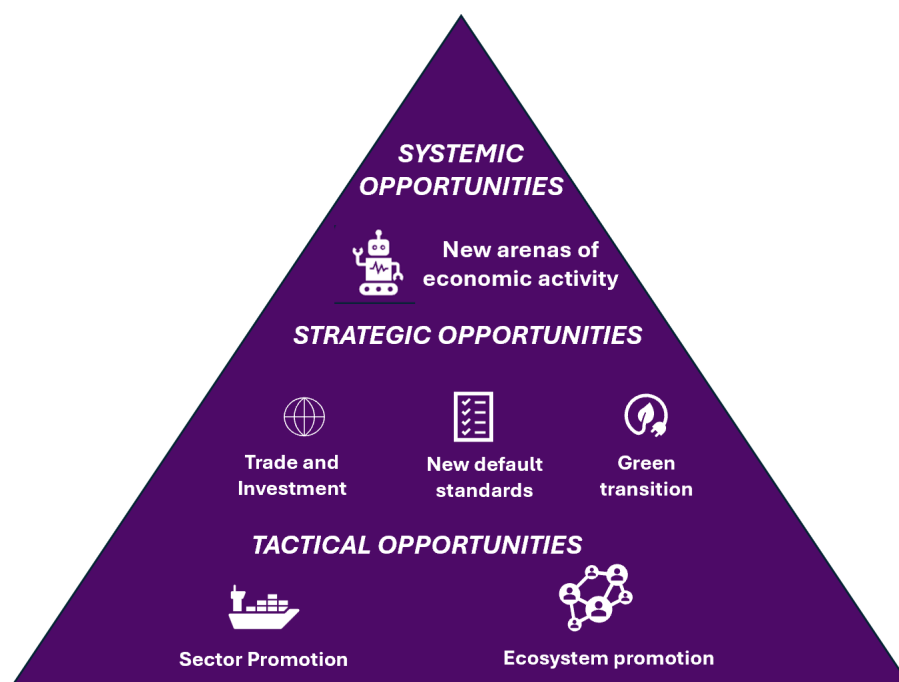 SYSTEMIC
OPPORTUNITIES
New arenas of
economic activity
STRATEGIC OPPORTUNITIES
Trade and
Investment
New default
standards
Green
transition
TACTICAL OPPORTUNITIES
Sector Promotion
Ecosystem promotion